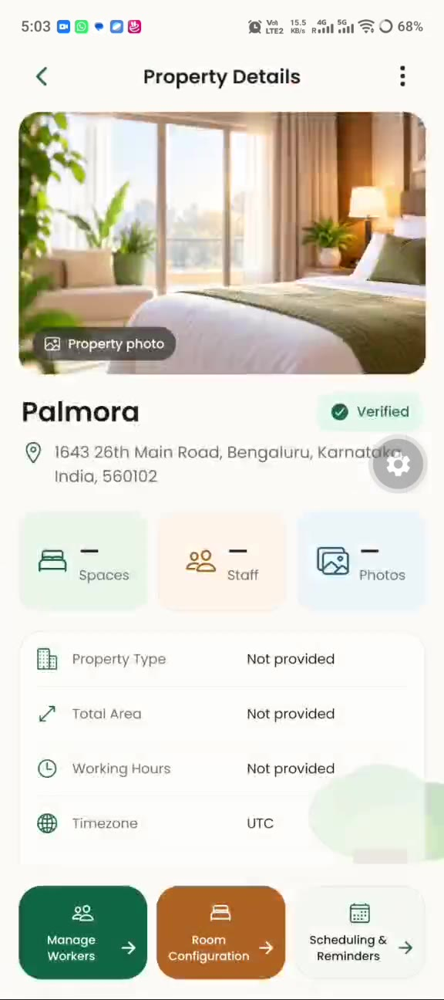 5:03
Vo)) LTE2 15.5 KB/s 4G R 5G 68%
Property Details
Property photo
Palmora
Verified
1643 26th Main Road, Bengaluru, Karnataka,
India, 560102
–
Spaces
–
Staff
–
Photos
Property Type Not provided
Total Area Not provided
Working Hours Not provided
Timezone UTC
Manage
Workers
Room
Configuration
Scheduling &
Reminders